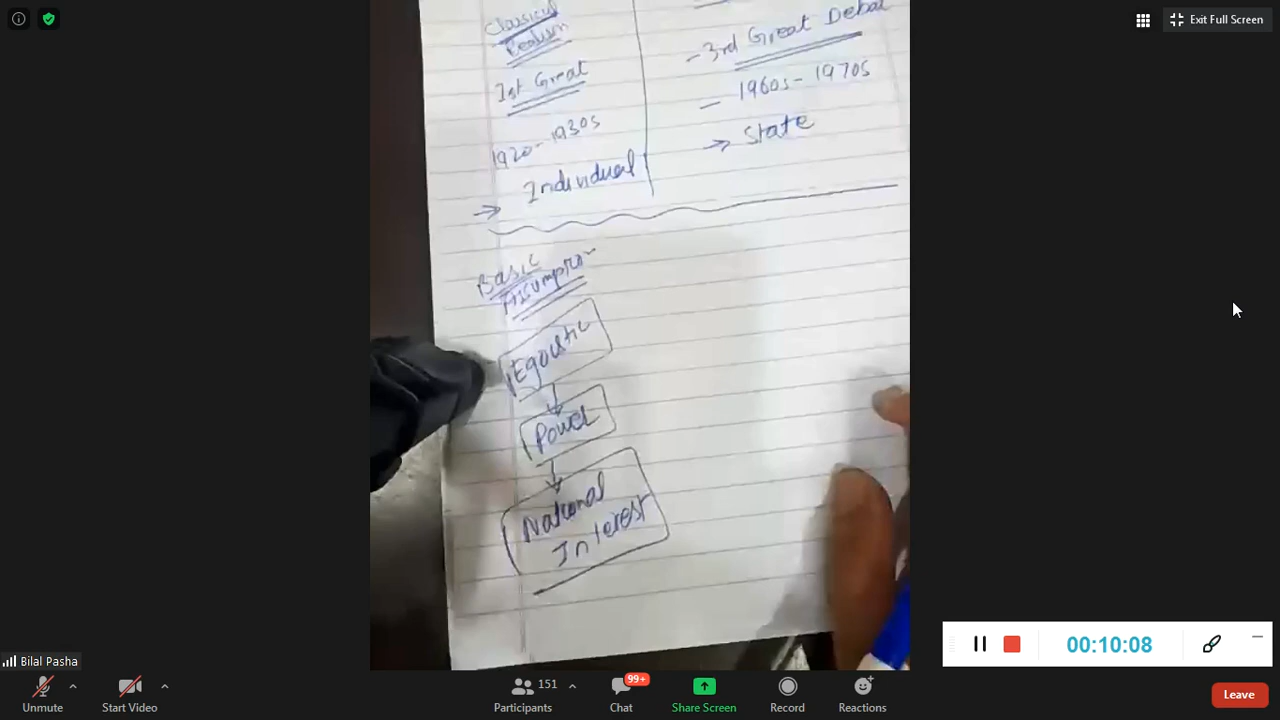 Exit Full Screen
Classical
Realism
1st Great
1920-1930s
→ Individual
- 3rd Great Debat
- 1960s - 1970s
→ State
Basic
Assumptio-
Egoistic
Power
National
Interest
00:10:08
Bilal Pasha
Unmute
Start Video
151
Participants
99+
Chat
Share Screen
Record
Reactions
Leave